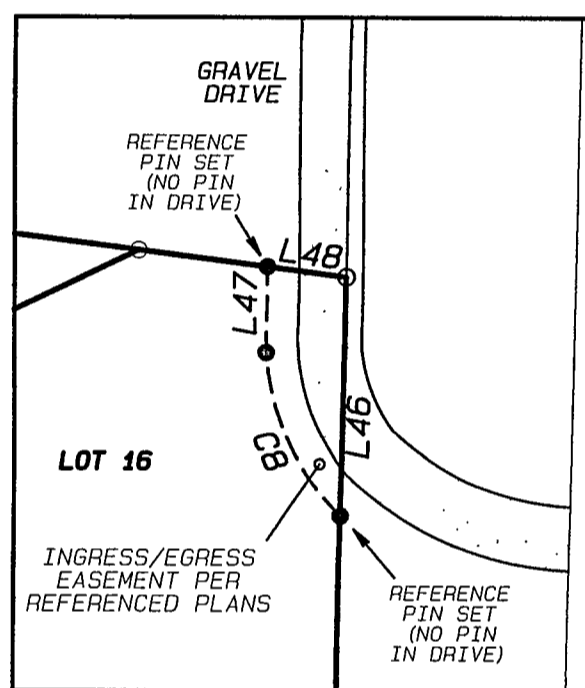 GRAVEL
DRIVE
REFERENCE
PIN SET
(NO PIN
IN DRIVE)
L48
L47
L46
C8
LOT 16
INGRESS/EGRESS
EASEMENT PER
REFERENCED PLANS
REFERENCE
PIN SET
(NO PIN
IN DRIVE)